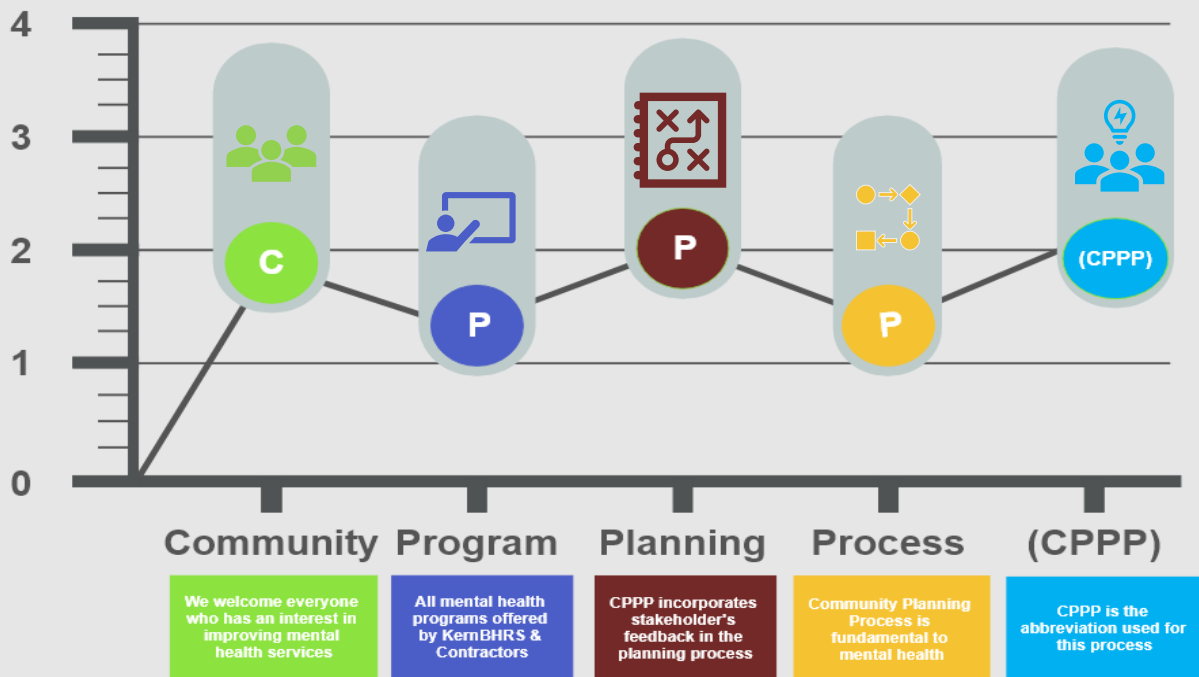 4
3
2
1
0
C
P
P
P
(CPPP)
Community
Program
Planning
Process
(CPPP)
We welcome everyone
who has an interest in
improving mental
health services
All mental health
programs offered
by KernBHRS &
Contractors
CPPP incorporates
stakeholder's
feedback in the
planning process
Community Planning
Process is
fundamental to
mental health
CPPP is the
abbreviation used for
this process